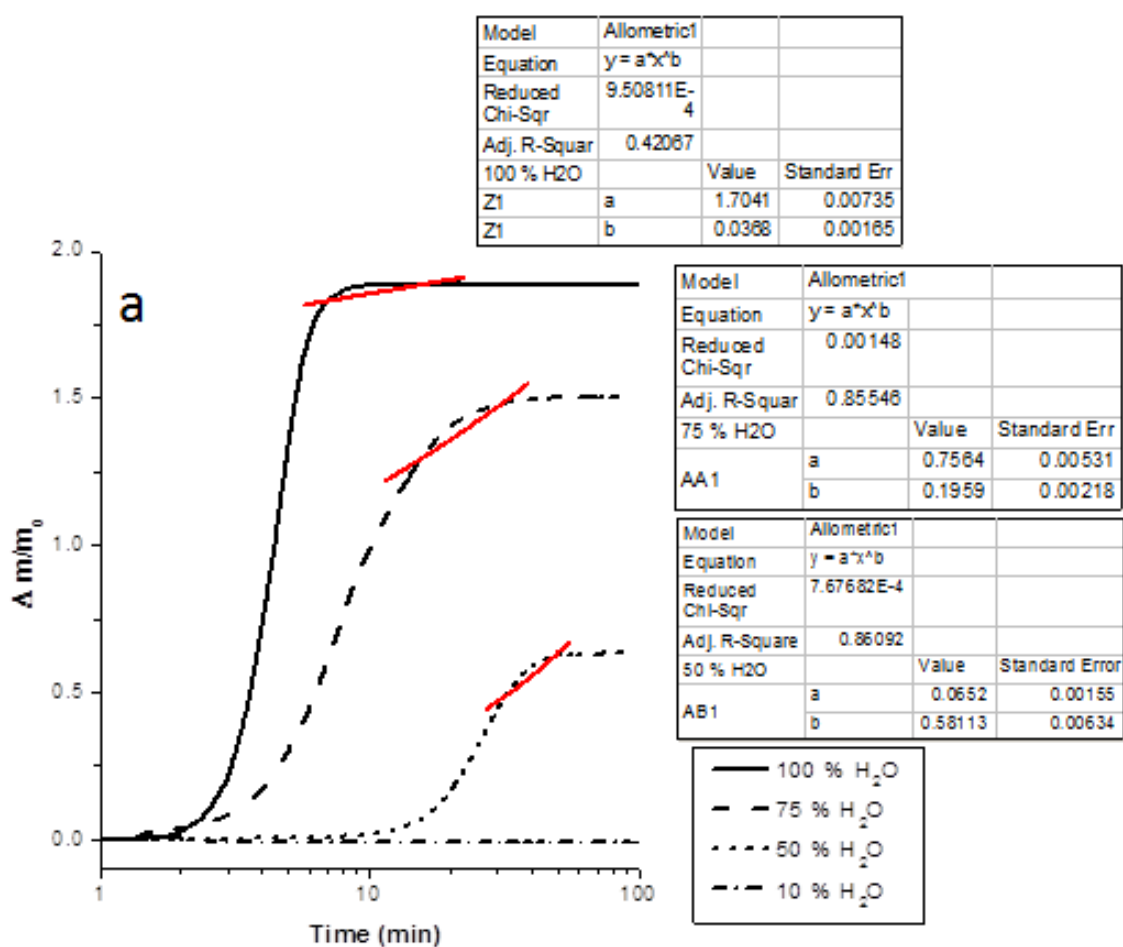 Model Allometric1
Equation y = a*x^b
Reduced Chi-Sqr 9.50811E-4
Adj. R-Squar 0.42067
100 % H2O Value Standard Err
Z1 a 1.7041 0.00735
Z1 b 0.0368 0.00165
Model Allometric1
Equation y = a*x^b
Reduced Chi-Sqr 0.00148
Adj. R-Squar 0.85546
75 % H2O Value Standard Err
AA1 a 0.7564 0.00531
b 0.1959 0.00218
Model Allometric1
Equation y = a*x^b
Reduced Chi-Sqr 7.67682E-4
Adj. R-Square 0.86092
50 % H2O Value Standard Error
AB1 a 0.0652 0.00155
b 0.58113 0.00634
a
2.0
1.5
1.0
0.5
0.0
Δ m/m₀
1 10 100
Time (min)
100 % H₂O
75 % H₂O
50 % H₂O
10 % H₂O